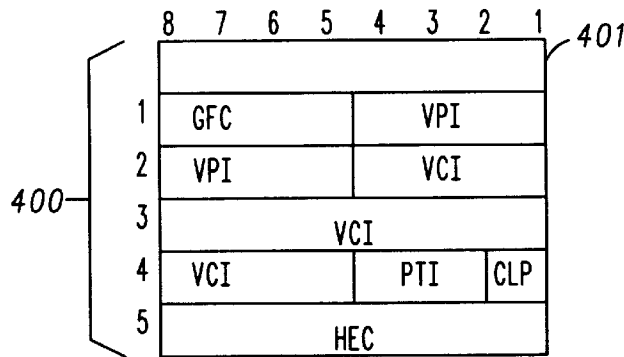 8 7 6 5 4 3 2 1
401
1 GFC VPI
2 VPI VCI
400
3 VCI
4 VCI PTI CLP
5 HEC